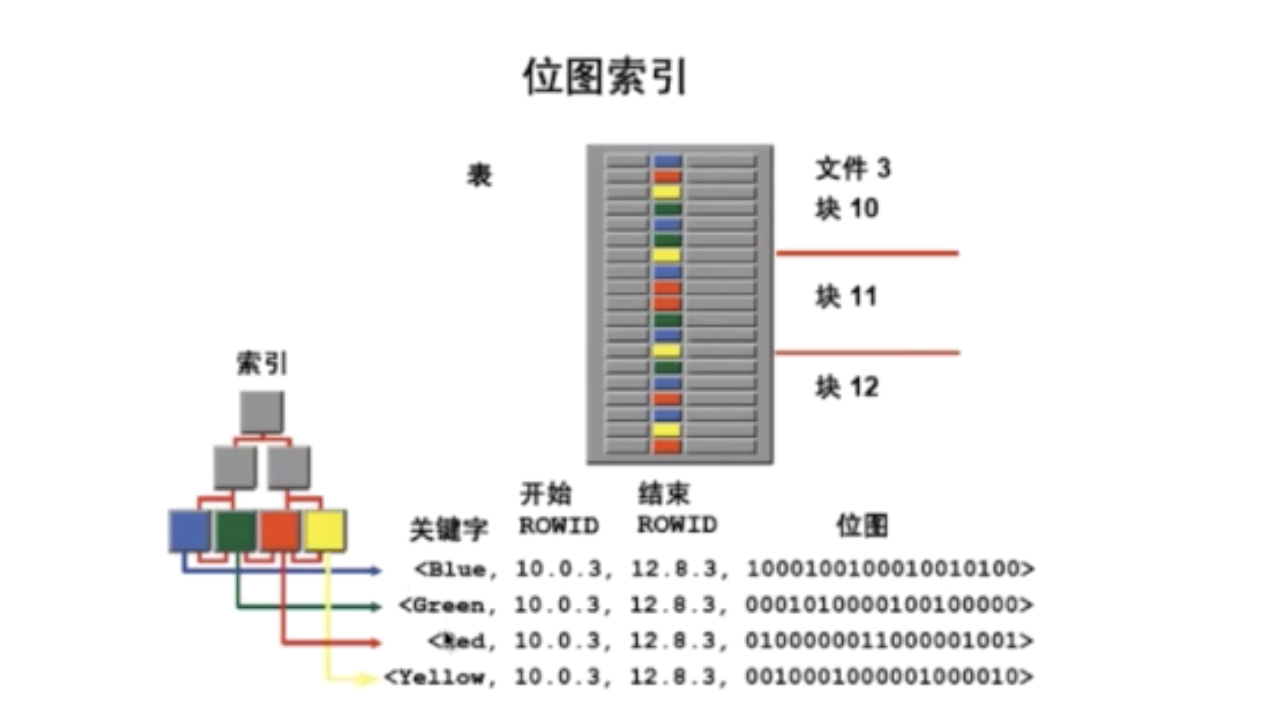 位图索引
表
文件 3
块 10
块 11
块 12
索引
关键字 开始 ROWID 结束 ROWID 位图
<Blue, 10.0.3, 12.8.3, 1000100100010010100>
<Green, 10.0.3, 12.8.3, 0001010000100100000>
<Red, 10.0.3, 12.8.3, 0100000011000001001>
<Yellow, 10.0.3, 12.8.3, 0010001000001000010>